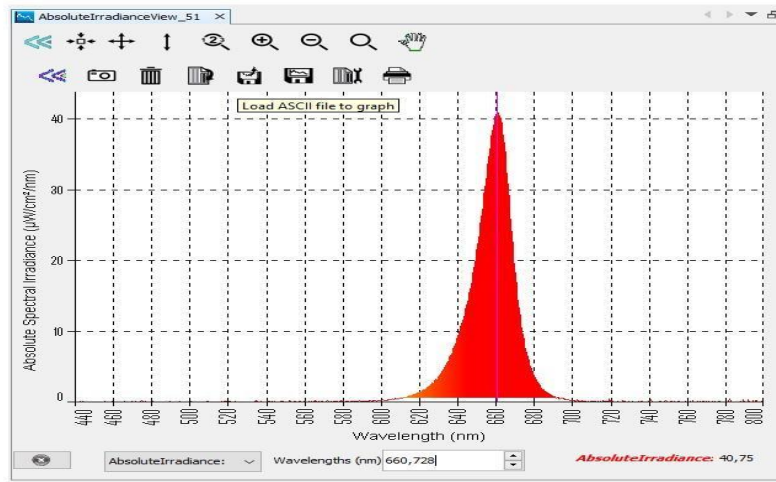 AbsoluteIrradianceView_51
Load ASCII file to graph
Absolute Spectral Irradiance (µW/cm²/nm)
40
30
20
10
0
440 460 480 500 520 540 560 580 600 620 640 660 680 700 720 740 760 780 800
Wavelength (nm)
AbsoluteIrradiance: Wavelengths (nm) 660,728 AbsoluteIrradiance: 40,75